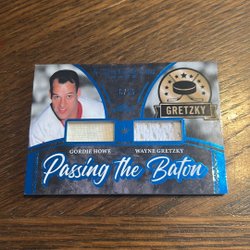 GRETZKY
GORDIE HOWE
WAYNE GRETZKY
Passing the Baton